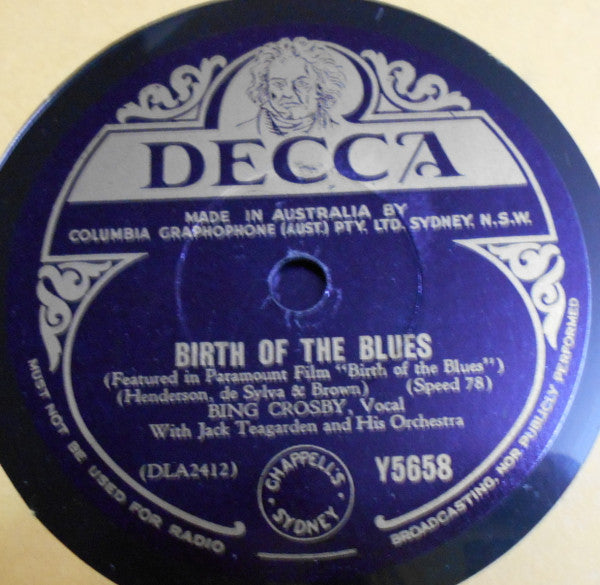 DECCA
MADE IN AUSTRALIA BY
COLUMBIA GRAPHOPHONE (AUST.) PTY. LTD. SYDNEY. N.S.W.
BIRTH OF THE BLUES
(Featured in Paramount Film "Birth of the Blues")
(Henderson, de Sylva & Brown) (Speed 78)
BING CROSBY, Vocal
With Jack Teagarden and His Orchestra
(DLA2412)
CHAPPELL'S
SYDNEY
Y5658
MUST NOT BE USED FOR RADIO
BROADCASTING, NOR PUBLICLY PERFORMED